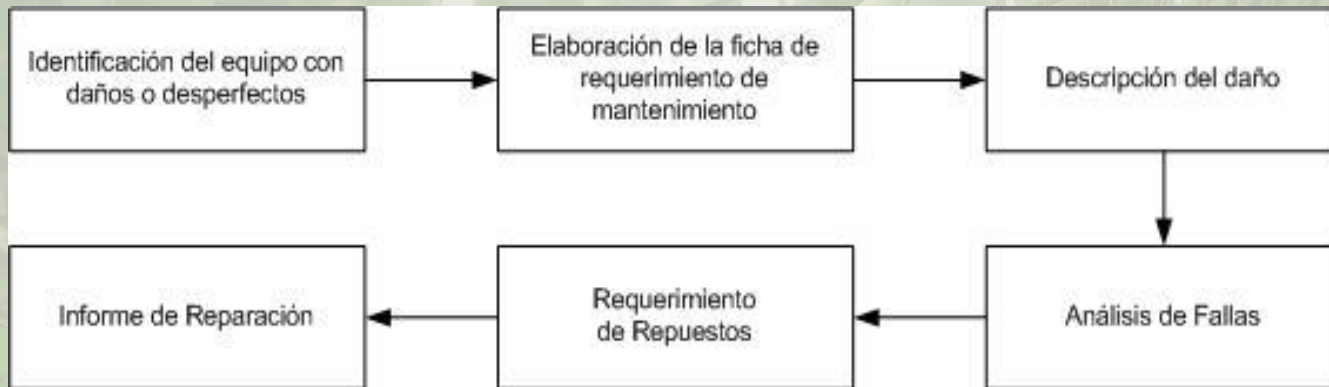 Identificación del equipo con
daños o desperfectos
Elaboración de la ficha de
requerimiento de
mantenimiento
Descripción del daño
Análisis de Fallas
Requerimiento
de Repuestos
Informe de Reparación